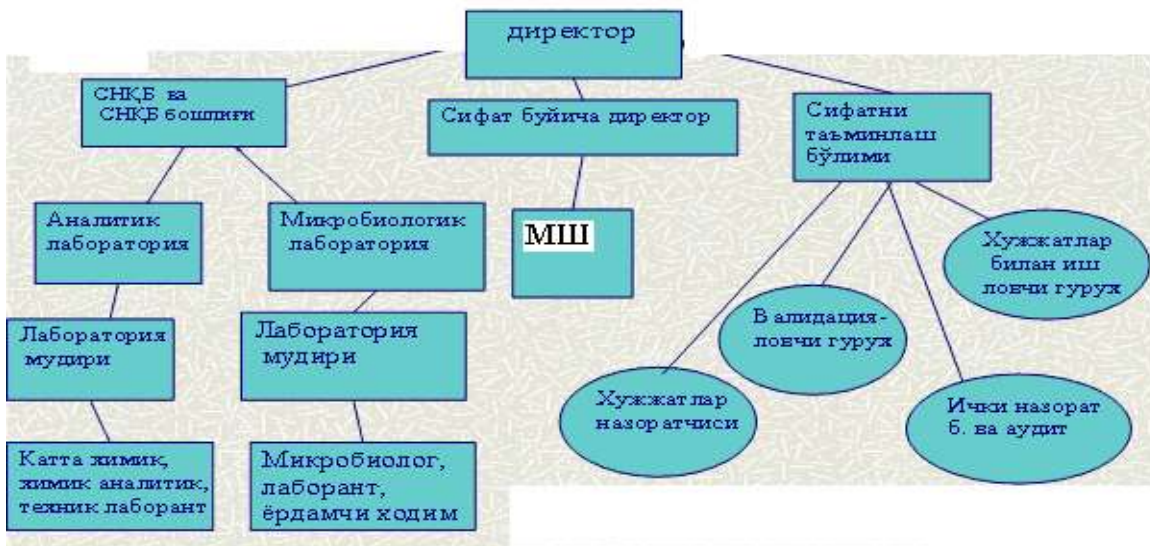 директор
СНҚБ ва
СНҚБ бошлиғи
Сифат буйича директор
Сифатни
таъминлаш
бўлими
Аналитик
лаборатория
Микробиологик
лаборатория
МШ
Хужжатлар
билан иш
ловчи гурух
Лаборатория
мудири
Лаборатория
мудири
Валидация-
ловчи гурух
Хужжатлар
назоратчиси
Ички назорат
б. ва аудит
Катта химик,
химик аналитик,
техник лаборант
Микробиолог,
лаборант,
ёрдамчи ходим